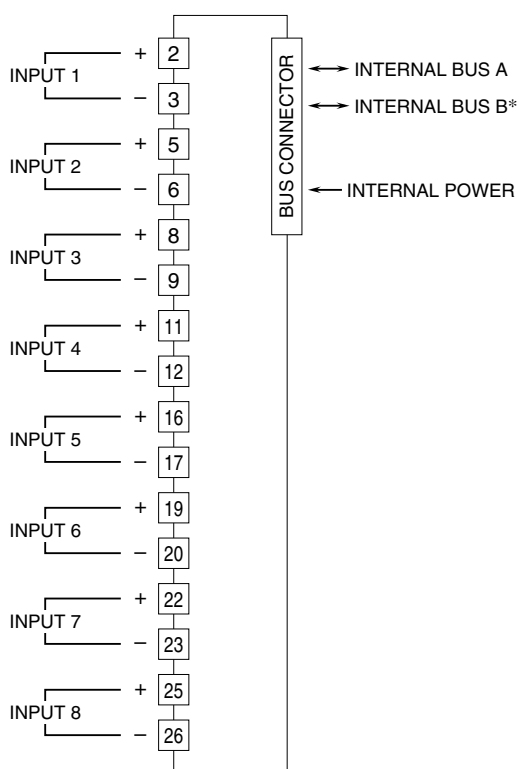 INPUT 1
+ 2
– 3
INPUT 2
+ 5
– 6
INPUT 3
+ 8
– 9
INPUT 4
+ 11
– 12
INPUT 5
+ 16
– 17
INPUT 6
+ 19
– 20
INPUT 7
+ 22
– 23
INPUT 8
+ 25
– 26
BUS CONNECTOR
INTERNAL BUS A
INTERNAL BUS B*
INTERNAL POWER